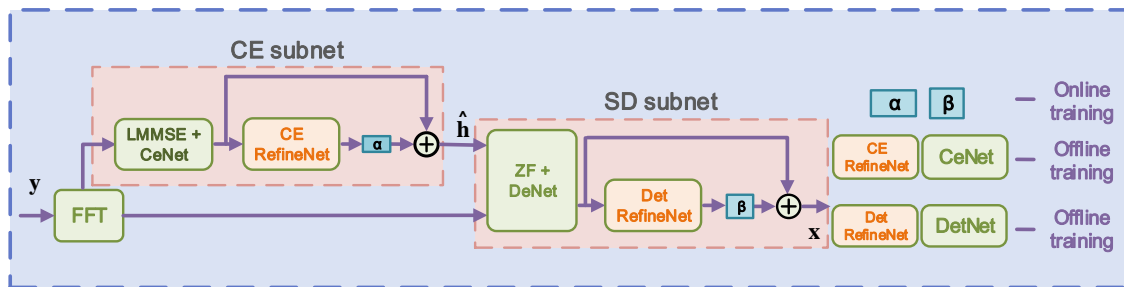 CE subnet
LMMSE +
CeNet
CE
RefineNet
α
ĥ
y
FFT
SD subnet
ZF +
DeNet
Det
RefineNet
β
x
α
β
Online
training
CE
RefineNet
CeNet
Offline
training
Det
RefineNet
DetNet
Offline
training